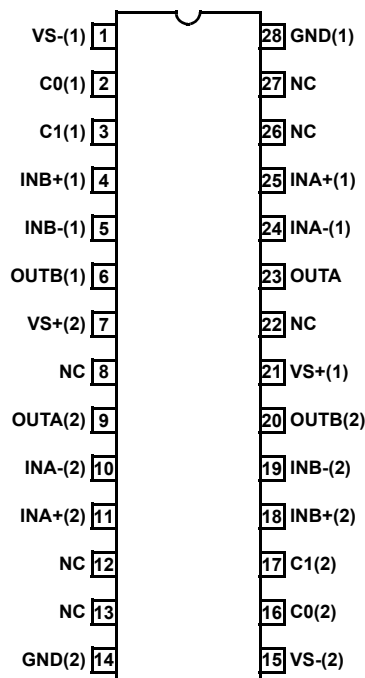 VS-(1) 1 28 GND(1)
C0(1) 2 27 NC
C1(1) 3 26 NC
INB+(1) 4 25 INA+(1)
INB-(1) 5 24 INA-(1)
OUTB(1) 6 23 OUTA
VS+(2) 7 22 NC
NC 8 21 VS+(1)
OUTA(2) 9 20 OUTB(2)
INA-(2) 10 19 INB-(2)
INA+(2) 11 18 INB+(2)
NC 12 17 C1(2)
NC 13 16 C0(2)
GND(2) 14 15 VS-(2)